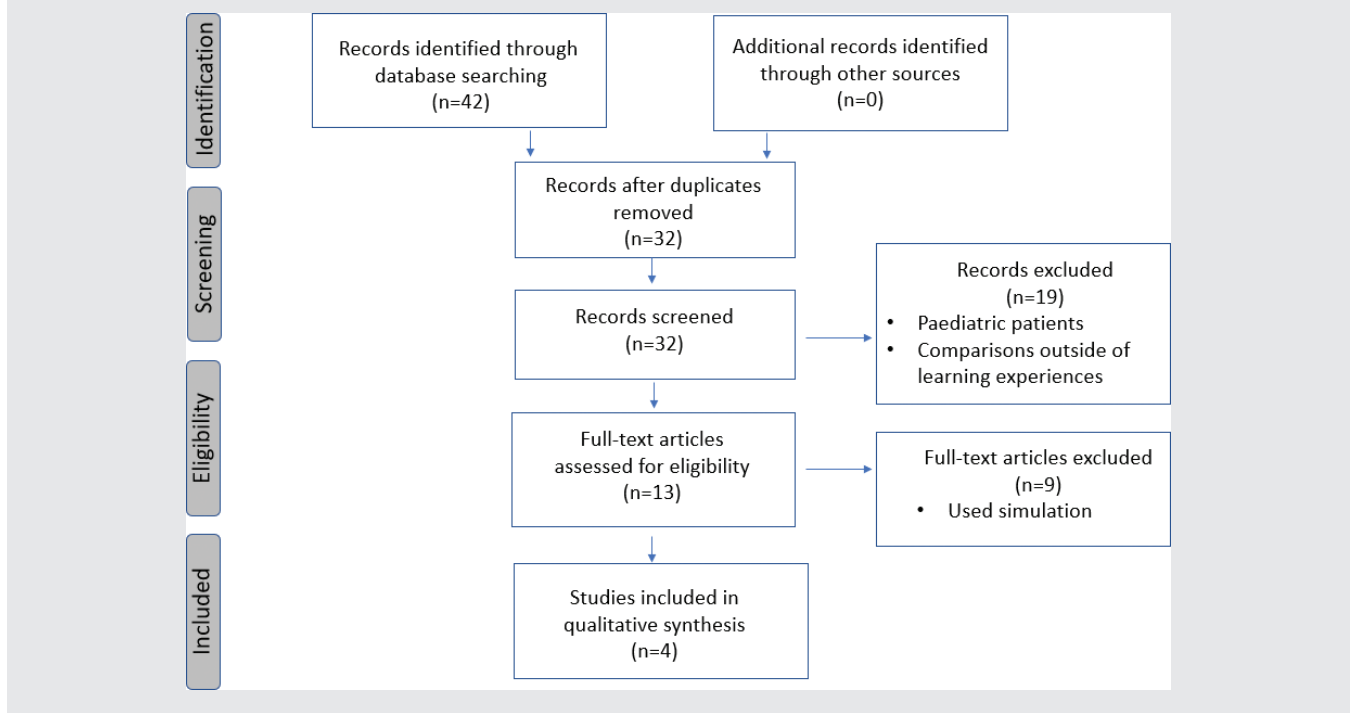 Identification
Records identified through
database searching
(n=42)
Additional records identified
through other sources
(n=0)
Records after duplicates
removed
(n=32)
Screening
Records screened
(n=32)
Records excluded
(n=19)
• Paediatric patients
• Comparisons outside of
learning experiences
Eligibility
Full-text articles
assessed for eligibility
(n=13)
Full-text articles excluded
(n=9)
• Used simulation
Included
Studies included in
qualitative synthesis
(n=4)